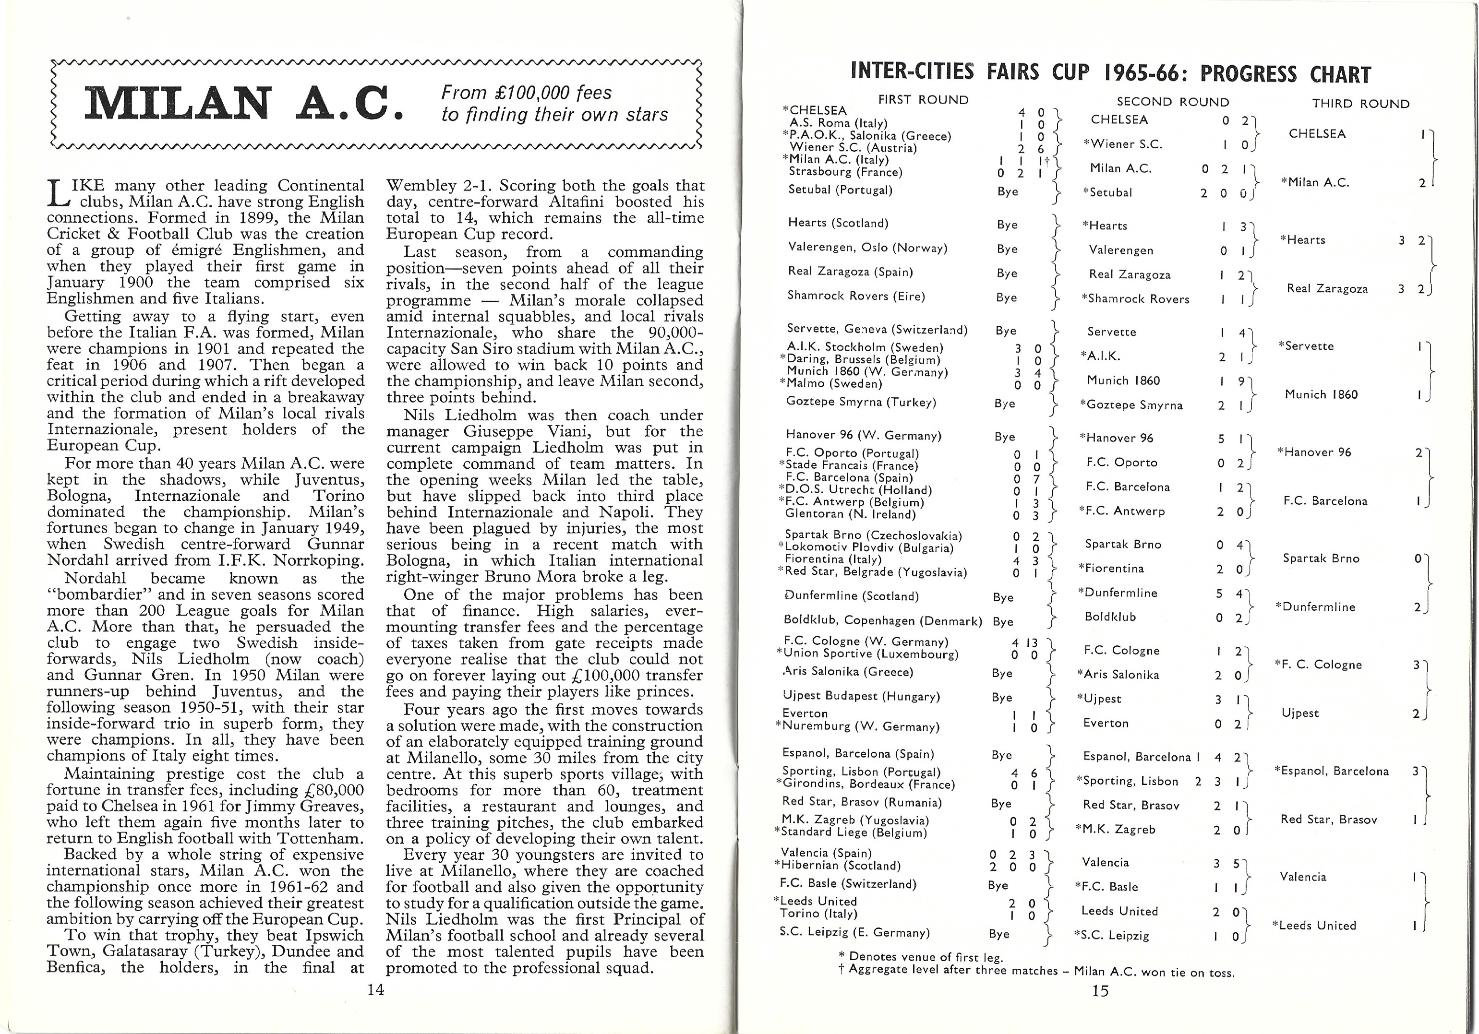 MILAN A.C.
From £100,000 fees
to finding their own stars
LIKE many other leading Continental
clubs, Milan A.C. have strong English
connections. Formed in 1899, the Milan
Cricket & Football Club was the creation
of a group of émigré Englishmen, and
when they played their first game in
January 1900 the team comprised six
Englishmen and five Italians.
Getting away to a flying start, even
before the Italian F.A. was formed, Milan
were champions in 1901 and repeated the
feat in 1906 and 1907. Then began a
critical period during which a rift developed
within the club and ended in a breakaway
and the formation of Milan's local rivals
Internazionale, present holders of the
European Cup.
For more than 40 years Milan A.C. were
kept in the shadows, while Juventus,
Bologna, Internazionale and Torino
dominated the championship. Milan's
fortunes began to change in January 1949,
when Swedish centre-forward Gunnar
Nordahl arrived from I.F.K. Norrkoping.
Nordahl became known as the
"bombardier" and in seven seasons scored
more than 200 League goals for Milan
A.C. More than that, he persuaded the
club to engage two Swedish inside-
forwards, Nils Liedholm (now coach)
and Gunnar Gren. In 1950 Milan were
runners-up behind Juventus, and the
following season 1950-51, with their star
inside-forward trio in superb form, they
were champions. In all, they have been
champions of Italy eight times.
Maintaining prestige cost the club a
fortune in transfer fees, including £80,000
paid to Chelsea in 1961 for Jimmy Greaves,
who left them again five months later to
return to English football with Tottenham.
Backed by a whole string of expensive
international stars, Milan A.C. won the
championship once more in 1961-62 and
the following season achieved their greatest
ambition by carrying off the European Cup.
To win that trophy, they beat Ipswich
Town, Galatasaray (Turkey), Dundee and
Benfica, the holders, in the final at
Wembley 2-1. Scoring both the goals that
day, centre-forward Altafini boosted his
total to 14, which remains the all-time
European Cup record.
Last season, from a commanding
position—seven points ahead of all their
rivals, in the second half of the league
programme — Milan's morale collapsed
amid internal squabbles, and local rivals
Internazionale, who share the 90,000-
capacity San Siro stadium with Milan A.C.,
were allowed to win back 10 points and
the championship, and leave Milan second,
three points behind.
Nils Liedholm was then coach under
manager Giuseppe Viani, but for the
current campaign Liedholm was put in
complete command of team matters. In
the opening weeks Milan led the table,
but have slipped back into third place
behind Internazionale and Napoli. They
have been plagued by injuries, the most
serious being in a recent match with
Bologna, in which Italian international
right-winger Bruno Mora broke a leg.
One of the major problems has been
that of finance. High salaries, ever-
mounting transfer fees and the percentage
of taxes taken from gate receipts made
everyone realise that the club could not
go on forever laying out £100,000 transfer
fees and paying their players like princes.
Four years ago the first moves towards
a solution were made, with the construction
of an elaborately equipped training ground
at Milanello, some 30 miles from the city
centre. At this superb sports village, with
bedrooms for more than 60, treatment
facilities, a restaurant and lounges, and
three training pitches, the club embarked
on a policy of developing their own talent.
Every year 30 youngsters are invited to
live at Milanello, where they are coached
for football and also given the opportunity
to study for a qualification outside the game.
Nils Liedholm was the first Principal of
Milan's football school and already several
of the most talented pupils have been
promoted to the professional squad.
14
INTER-CITIES FAIRS CUP 1965-66: PROGRESS CHART
FIRST ROUND
*CHELSEA 4 0
A.S. Roma (Italy) 1 0
*P.A.O.K., Salonika (Greece) 1 0
Wiener S.C. (Austria) 2 6
*Milan A.C. (Italy) 1 1 1†
Strasbourg (France) 0 2 1
Setubal (Portugal) Bye
Hearts (Scotland) Bye
Valerengen, Oslo (Norway) Bye
Real Zaragoza (Spain) Bye
Shamrock Rovers (Eire) Bye
Servette, Geneva (Switzerland) Bye
A.I.K. Stockholm (Sweden) 3 0
*Daring, Brussels (Belgium) 1 0
Munich 1860 (W. Germany) 3 4
*Malmo (Sweden) 0 0
Goztepe Smyrna (Turkey) Bye
Hanover 96 (W. Germany) Bye
F.C. Oporto (Portugal) 0 1
*Stade Francais (France) 0 0
F.C. Barcelona (Spain) 0 7
*D.O.S. Utrecht (Holland) 0 1
*F.C. Antwerp (Belgium) 1 3
Glentoran (N. Ireland) 0 3
Spartak Brno (Czechoslovakia) 0 2
*Lokomotiv Plovdiv (Bulgaria) 1 0
Fiorentina (Italy) 4 3
*Red Star, Belgrade (Yugoslavia) 0 1
Dunfermline (Scotland) Bye
Boldklub, Copenhagen (Denmark) Bye
F.C. Cologne (W. Germany) 4 13
*Union Sportive (Luxembourg) 0 0
Aris Salonika (Greece) Bye
Ujpest Budapest (Hungary) Bye
Everton 1 1
*Nuremburg (W. Germany) 1 0
Espanol, Barcelona (Spain) Bye
Sporting, Lisbon (Portugal) 4 6
*Girondins, Bordeaux (France) 0 1
Red Star, Brasov (Rumania) Bye
M.K. Zagreb (Yugoslavia) 0 2
*Standard Liege (Belgium) 1 0
Valencia (Spain) 0 2 3
*Hibernian (Scotland) 2 0 0
F.C. Basle (Switzerland) Bye
*Leeds United 2 0
Torino (Italy) 1 0
S.C. Leipzig (E. Germany) Bye
SECOND ROUND
CHELSEA 0 2
*Wiener S.C. 1 0
Milan A.C. 0 2 1
*Setubal 2 0 0
*Hearts 1 3
Valerengen 0 1
Real Zaragoza 1 2
*Shamrock Rovers 1 1
Servette 1 4
*A.I.K. 2 1
Munich 1860 1 9
*Goztepe Smyrna 2 1
*Hanover 96 5 1
F.C. Oporto 0 2
F.C. Barcelona 1 2
*F.C. Antwerp 2 0
Spartak Brno 0 4
*Fiorentina 2 0
*Dunfermline 5 4
Boldklub 0 2
F.C. Cologne 1 2
*Aris Salonika 2 0
*Ujpest 3 1
Everton 0 2
Espanol, Barcelona 1 4 2
*Sporting, Lisbon 2 3 1
Red Star, Brasov 2 1
*M.K. Zagreb 2 0
Valencia 3 5
*F.C. Basle 1 1
Leeds United 2 0
*S.C. Leipzig 1 0
THIRD ROUND
CHELSEA 1
*Milan A.C. 2
*Hearts 3 2
Real Zaragoza 3 2
*Servette 1
Munich 1860 1
*Hanover 96 2
F.C. Barcelona 1
Spartak Brno 0
*Dunfermline 2
*F. C. Cologne 3
Ujpest 2
*Espanol, Barcelona 3
Red Star, Brasov 1
Valencia 1
*Leeds United 1
* Denotes venue of first leg.
† Aggregate level after three matches – Milan A.C. won tie on toss.
15